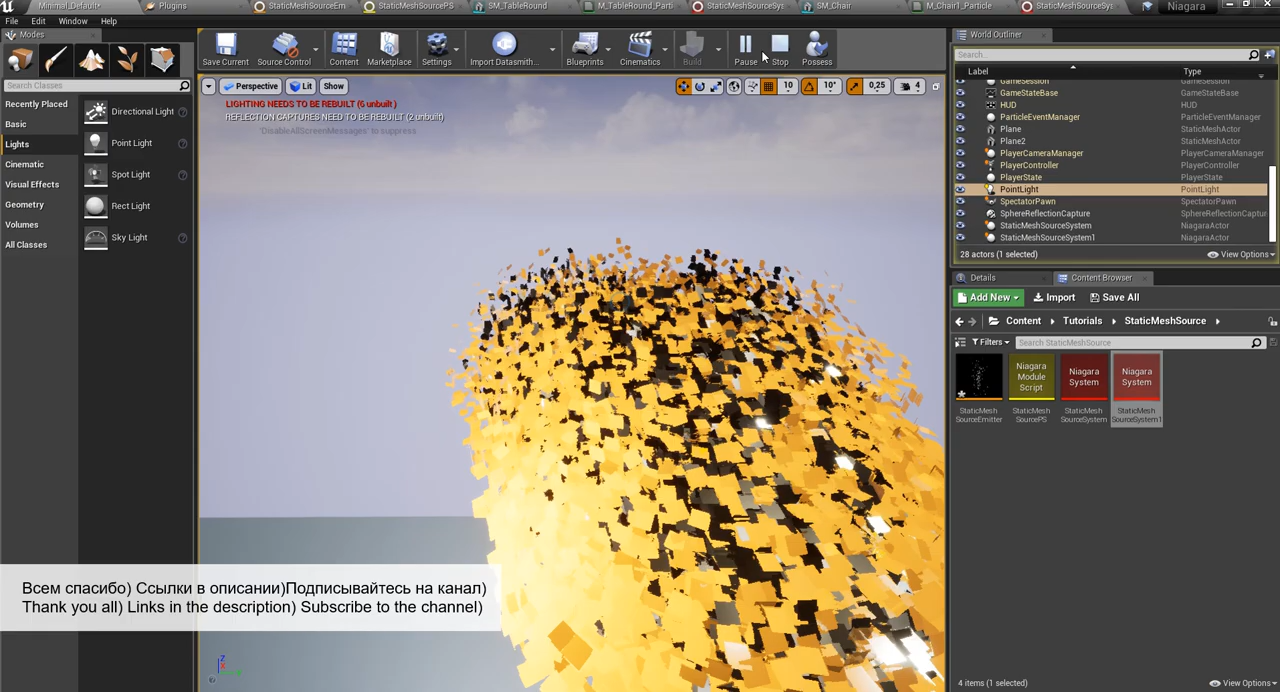 Minimal_Default*
Plugins
StaticMeshSourceEm
StaticMeshSourcePS
SM_TableRound
M_TableRound_Parti
StaticMeshSourceSys
SM_Chair
M_Chair1_Particle
StaticMeshSourceSys
Niagara
File
Edit
Window
Help
Modes
Search Classes
Recently Placed
Basic
Lights
Cinematic
Visual Effects
Geometry
Volumes
All Classes
Directional Light
Point Light
Spot Light
Rect Light
Sky Light
Save Current
Source Control
Content
Marketplace
Settings
Import Datasmith...
Blueprints
Cinematics
Build
Pause
Stop
Possess
Perspective
Lit
Show
10
10°
0,25
4
LIGHTING NEEDS TO BE REBUILT (6 unbuilt )
REFLECTION CAPTURES NEED TO BE REBUILT (2 unbuilt)
'DisableAllScreenMessages' to suppress
World Outliner
Search...
Label
Type
GameSession
GameSession
GameStateBase
GameStateBase
HUD
HUD
ParticleEventManager
ParticleEventManager
Plane
StaticMeshActor
Plane2
StaticMeshActor
PlayerCameraManager
PlayerCameraManager
PlayerController
PlayerController
PlayerState
PlayerState
PointLight
PointLight
SpectatorPawn
SpectatorPawn
SphereReflectionCapture
SphereReflectionCaptur
StaticMeshSourceSystem
NiagaraActor
StaticMeshSourceSystem1
NiagaraActor
28 actors (1 selected)
View Options
Details
Content Browser
Add New
Import
Save All
Content
Tutorials
StaticMeshSource
Filters
Search StaticMeshSource
Niagara
Module
Script
Niagara
System
Niagara
System
StaticMesh
SourceEmitter
StaticMesh
SourcePS
StaticMesh
SourceSystem
StaticMesh
SourceSystem1
4 items (1 selected)
View Options
Всем спасибо) Ссылки в описании)Подписывайтесь на канал)
Thank you all) Links in the description) Subscribe to the channel)
Z